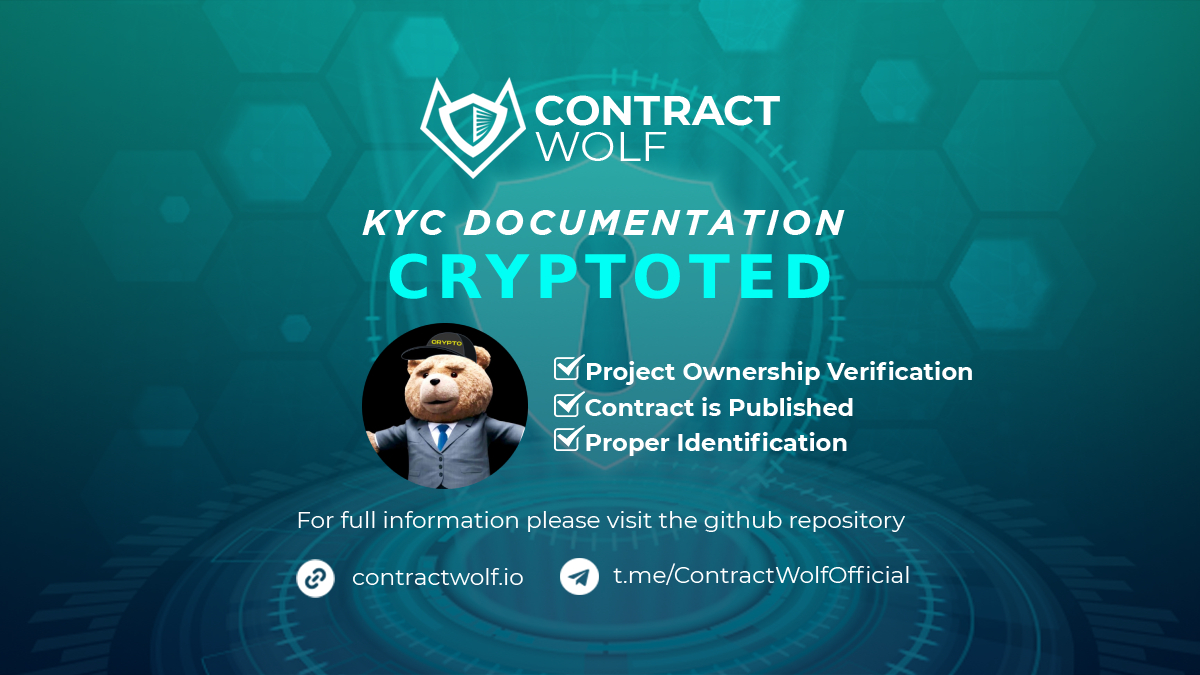 CONTRACT
WOLF
KYC DOCUMENTATION
CRYPTOTED
CRYPTO
Project Ownership Verification
Contract is Published
Proper Identification
For full information please visit the github repository
contractwolf.io
t.me/ContractWolfOfficial